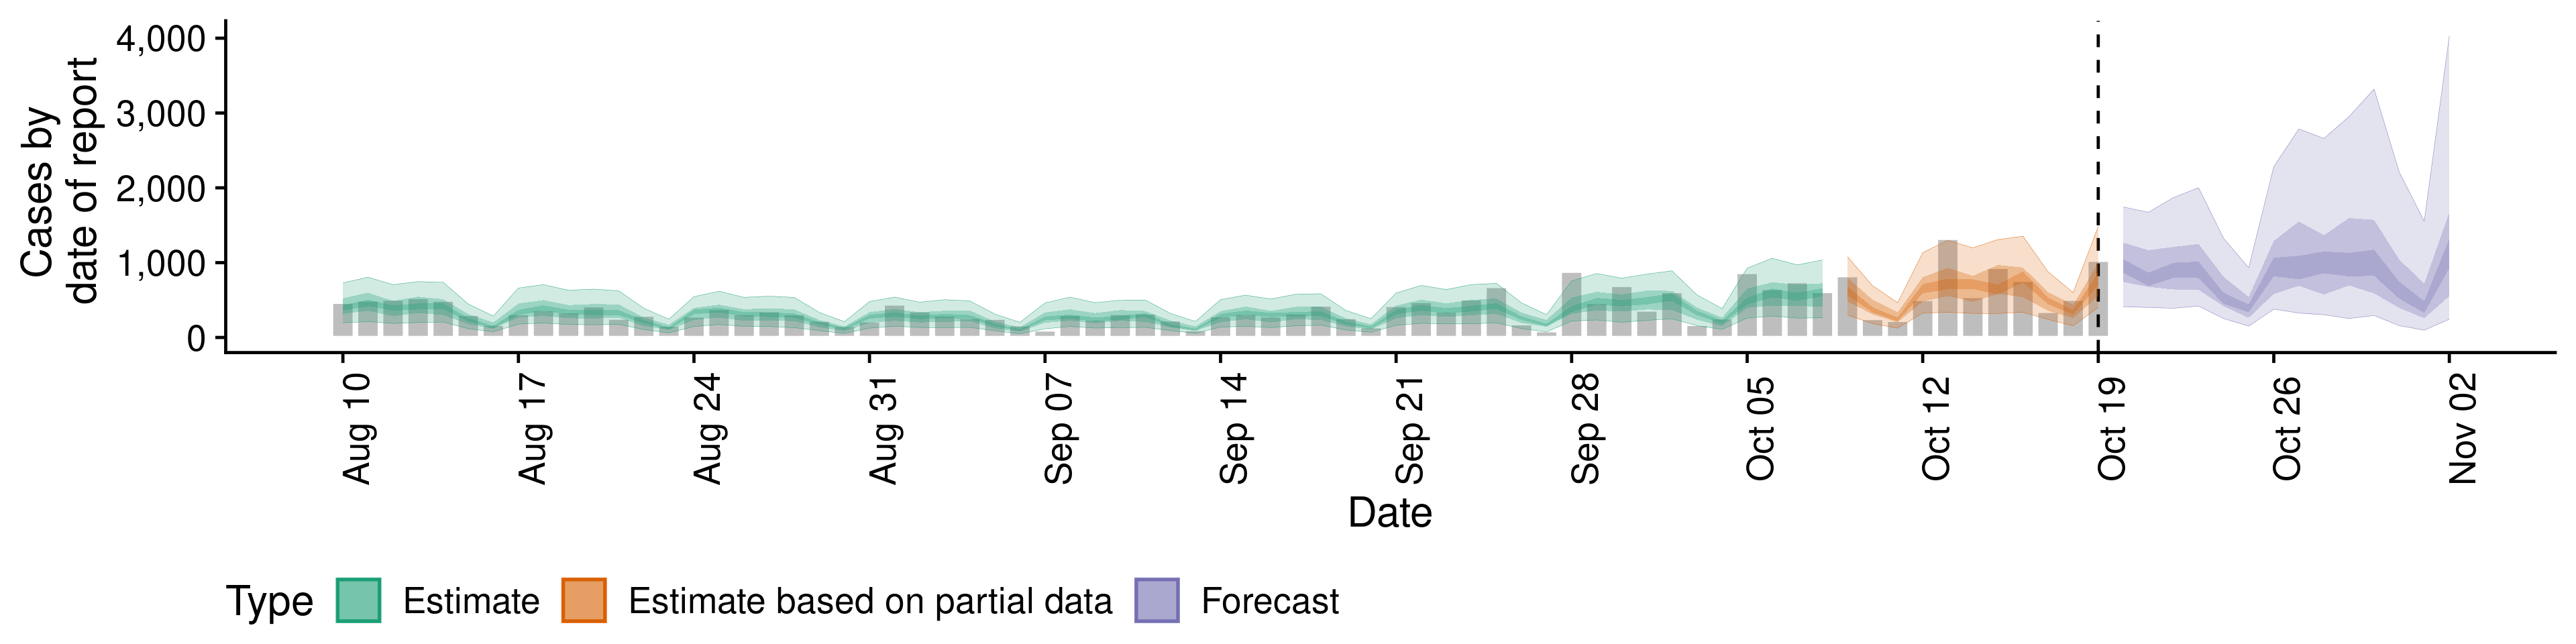 Cases by
date of report
4,000
3,000
2,000
1,000
0
Aug 10
Aug 17
Aug 24
Aug 31
Sep 07
Sep 14
Sep 21
Sep 28
Oct 05
Oct 12
Oct 19
Oct 26
Nov 02
Date
Type Estimate Estimate based on partial data Forecast